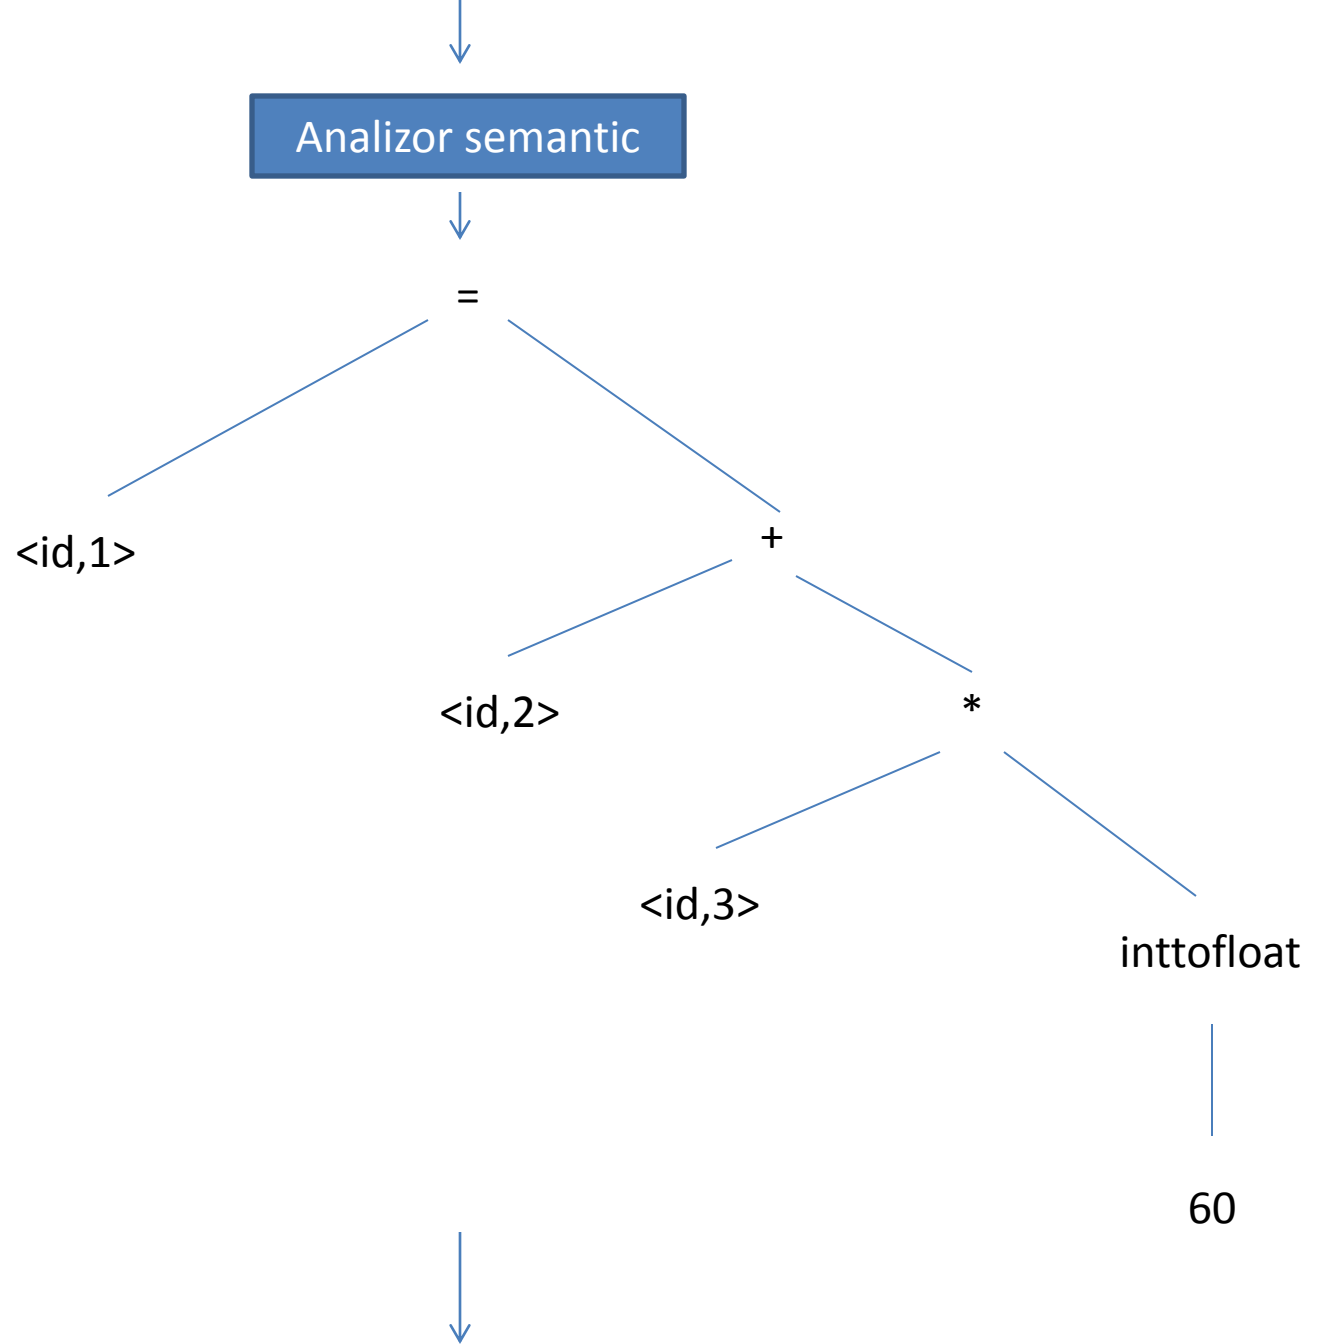 Analizor semantic
=
<id,1>
+
<id,2>
*
<id,3>
inttofloat
60